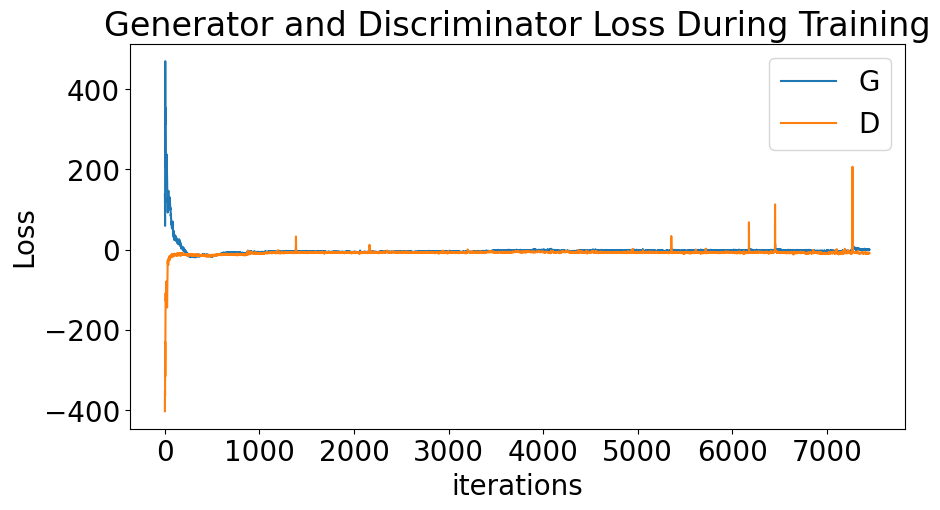 Generator and Discriminator Loss During Training
G
D
Loss
400
200
0
−200
−400
0 1000 2000 3000 4000 5000 6000 7000
iterations